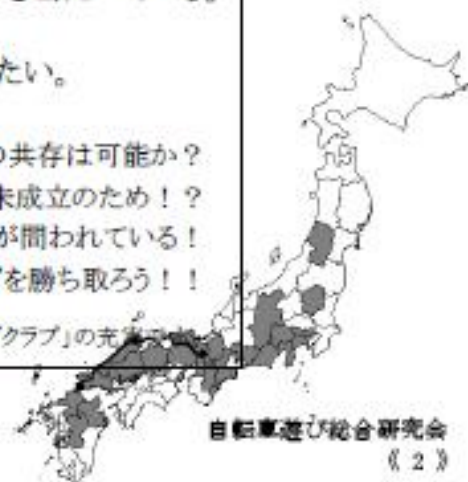 たい。
の共存は可能か？
未成立のため！？
が問われている！
を勝ち取ろう！！
クラブ」の充実
自転車遊び総合研究会
《 2 》